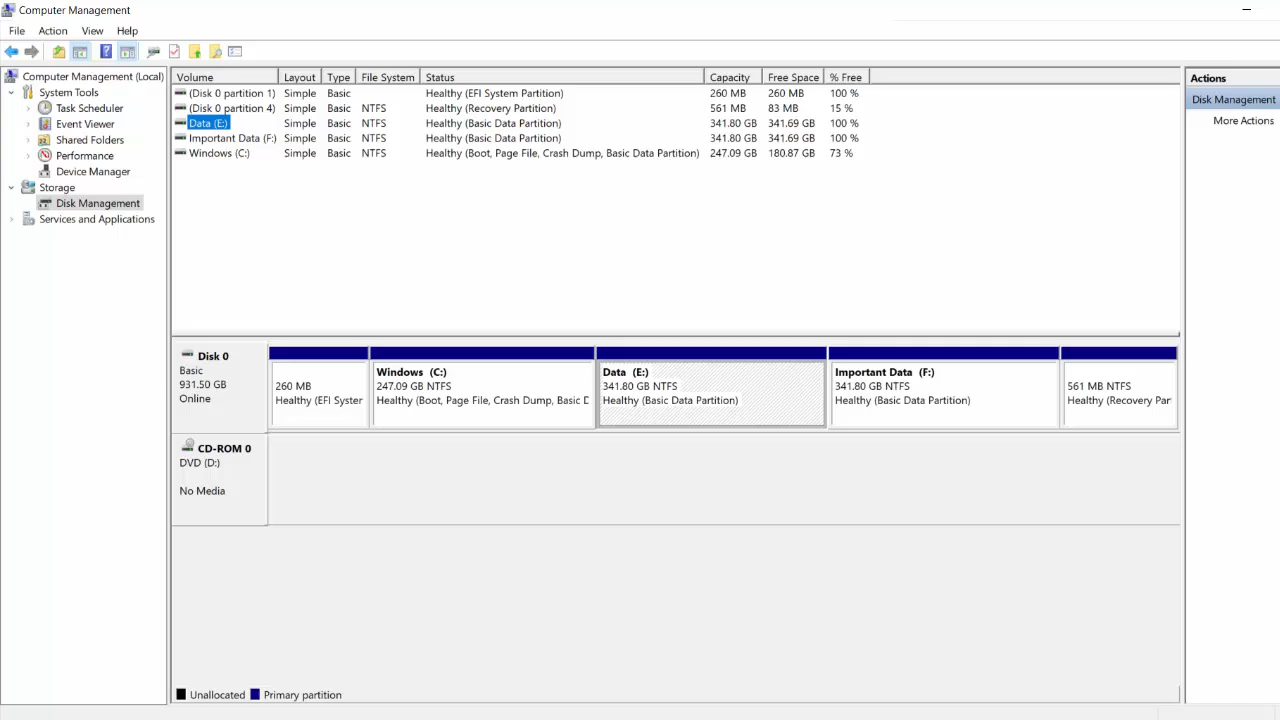 Computer Management
File Action View Help
Computer Management (Local)
System Tools
Task Scheduler
Event Viewer
Shared Folders
Performance
Device Manager
Storage
Disk Management
Services and Applications
Volume Layout Type File System Status Capacity Free Space % Free
(Disk 0 partition 1) Simple Basic Healthy (EFI System Partition) 260 MB 260 MB 100 %
(Disk 0 partition 4) Simple Basic NTFS Healthy (Recovery Partition) 561 MB 83 MB 15 %
Data (E:) Simple Basic NTFS Healthy (Basic Data Partition) 341.80 GB 341.69 GB 100 %
Important Data (F:) Simple Basic NTFS Healthy (Basic Data Partition) 341.80 GB 341.69 GB 100 %
Windows (C:) Simple Basic NTFS Healthy (Boot, Page File, Crash Dump, Basic Data Partition) 247.09 GB 180.87 GB 73 %
Disk 0
Basic
931.50 GB
Online
260 MB
Healthy (EFI Syster
Windows (C:)
247.09 GB NTFS
Healthy (Boot, Page File, Crash Dump, Basic D
Data (E:)
341.80 GB NTFS
Healthy (Basic Data Partition)
Important Data (F:)
341.80 GB NTFS
Healthy (Basic Data Partition)
561 MB NTFS
Healthy (Recovery Par
CD-ROM 0
DVD (D:)
No Media
Unallocated Primary partition
Actions
Disk Management
More Actions